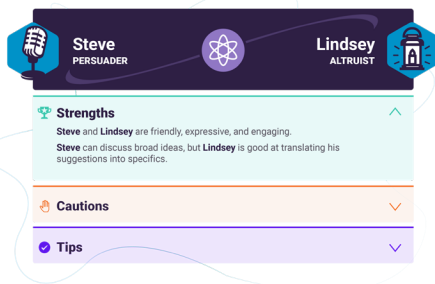 Steve
PERSUADER
Lindsey
ALTRUIST
Strengths
Steve and Lindsey are friendly, expressive, and engaging.
Steve can discuss broad ideas, but Lindsey is good at translating his
suggestions into specifics.
Cautions
Tips